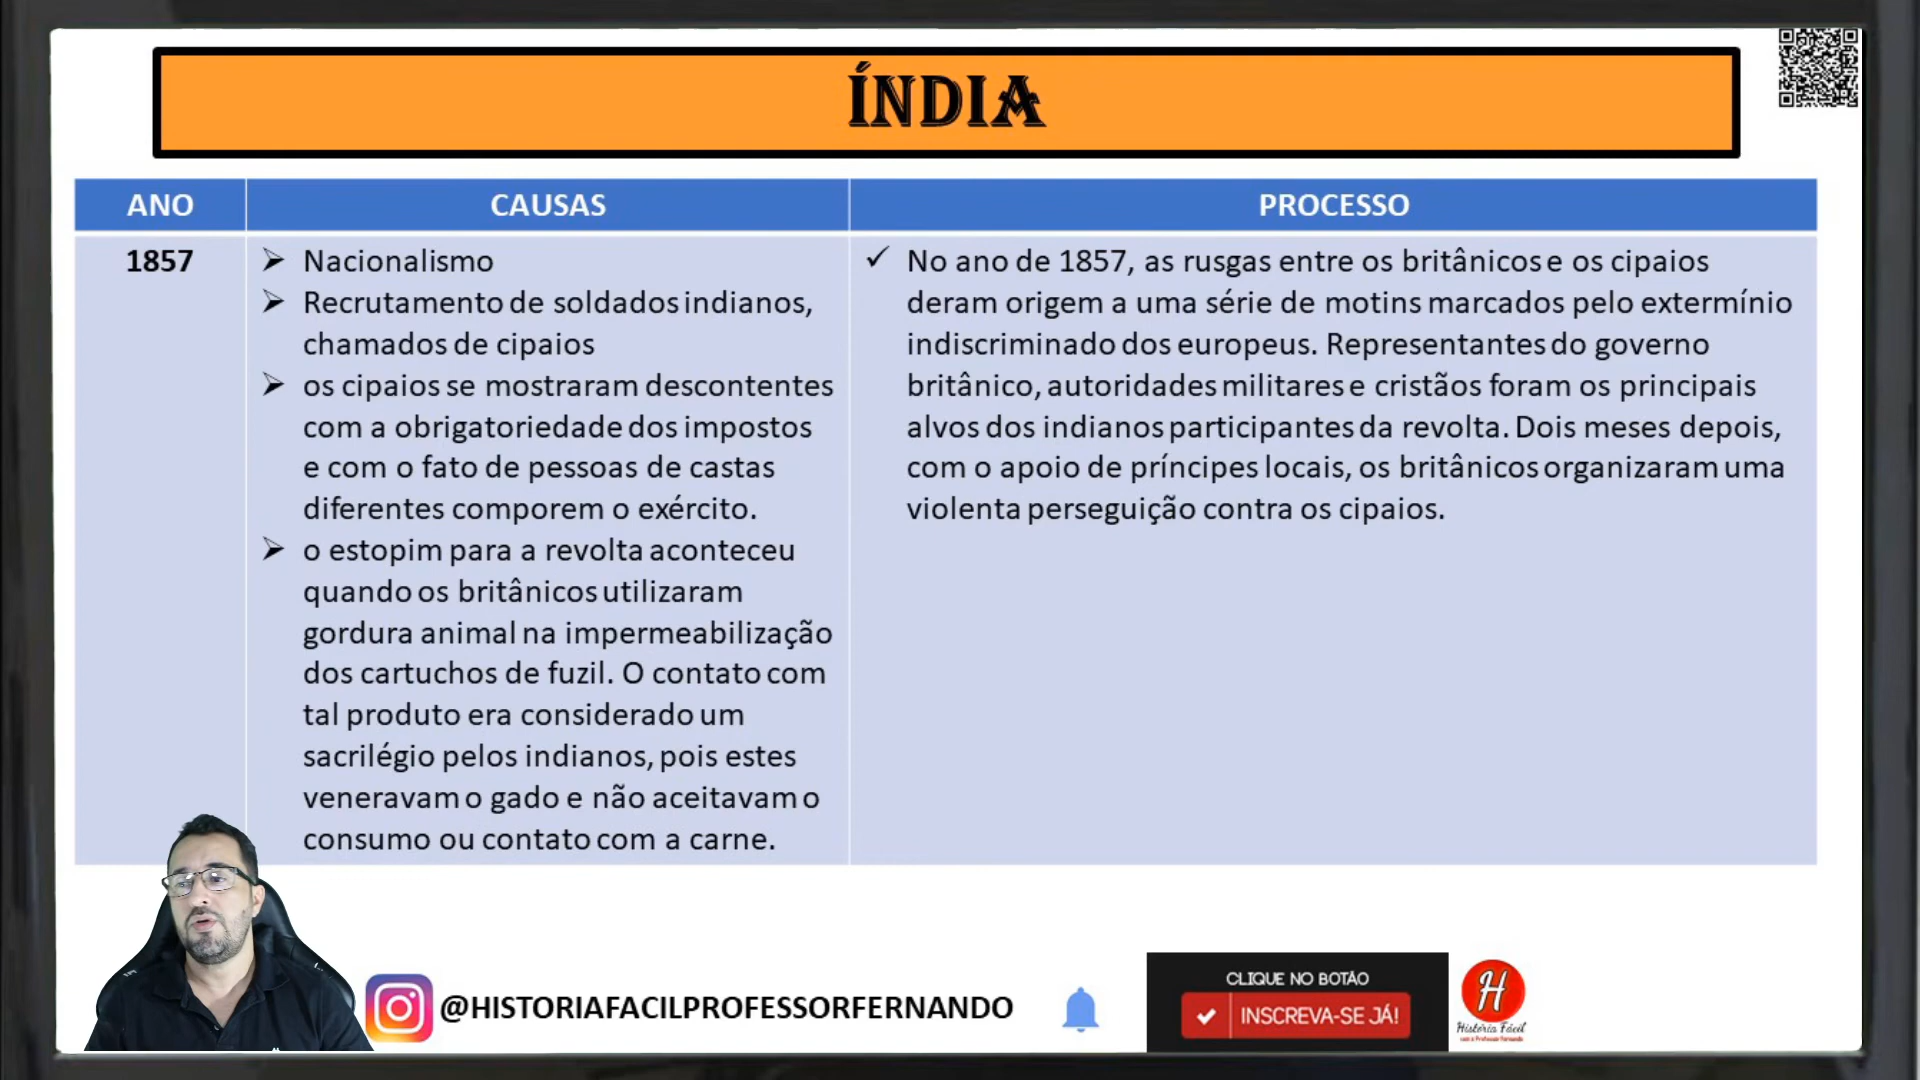 ÍNDIA
ANO
CAUSAS
PROCESSO
1857
➢ Nacionalismo
➢ Recrutamento de soldados indianos,
chamados de cipaios
➢ os cipaios se mostraram descontentes
com a obrigatoriedade dos impostos
e com o fato de pessoas de castas
diferentes comporem o exército.
➢ o estopim para a revolta aconteceu
quando os britânicos utilizaram
gordura animal na impermeabilização
dos cartuchos de fuzil. O contato com
tal produto era considerado um
sacrilégio pelos indianos, pois estes
veneravam o gado e não aceitavam o
consumo ou contato com a carne.
✓ No ano de 1857, as rusgas entre os britânicos e os cipaios
deram origem a uma série de motins marcados pelo extermínio
indiscriminado dos europeus. Representantes do governo
britânico, autoridades militares e cristãos foram os principais
alvos dos indianos participantes da revolta. Dois meses depois,
com o apoio de príncipes locais, os britânicos organizaram uma
violenta perseguição contra os cipaios.
@HISTORIAFACILPROFESSORFERNANDO
CLIQUE NO BOTÃO
INSCREVA-SE JÁ!
H
História Fácil
com o Professor Fernando